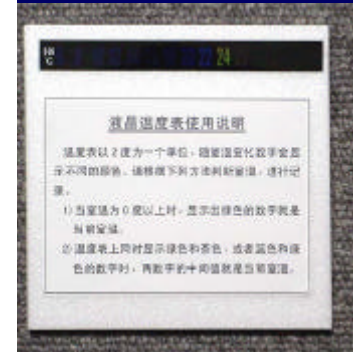 ℃ 22 24
液晶温度表使用说明
温度表以2度为一个单位，随着温度变化数字会显
示不同的颜色，请根据下列方法判断室温，进行记
录。
1) 当室温为0度以上时，显示出绿色的数字就是
当前室温。
2) 温度表上同时显示绿色和茶色，或者蓝色和绿
色的数字时，两数字的中间值就是当前室温。